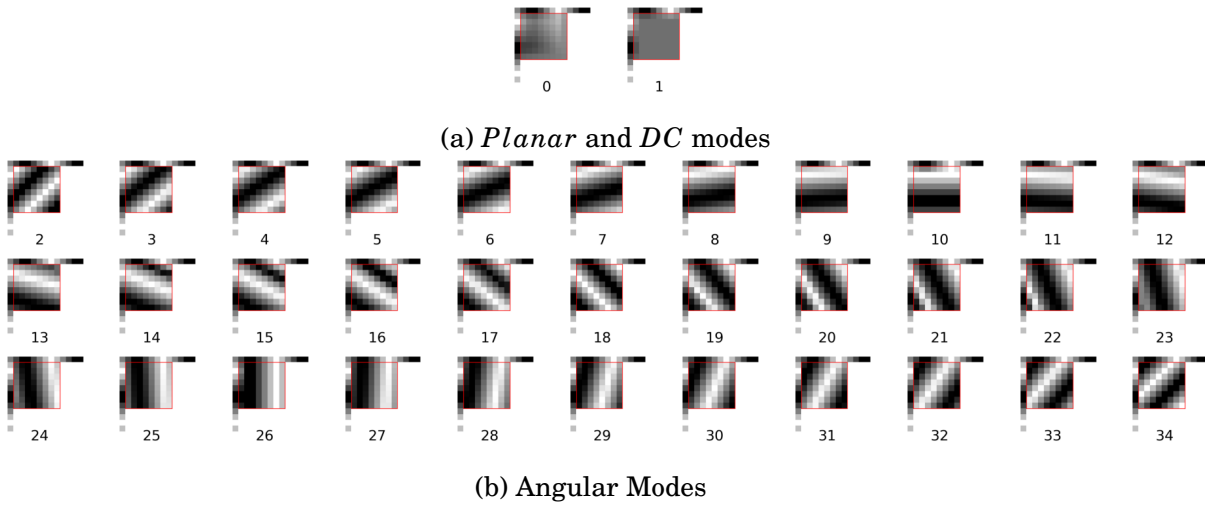 0 1
(a) Planar and DC modes
2 3 4 5 6 7 8 9 10 11 12
13 14 15 16 17 18 19 20 21 22 23
24 25 26 27 28 29 30 31 32 33 34
(b) Angular Modes